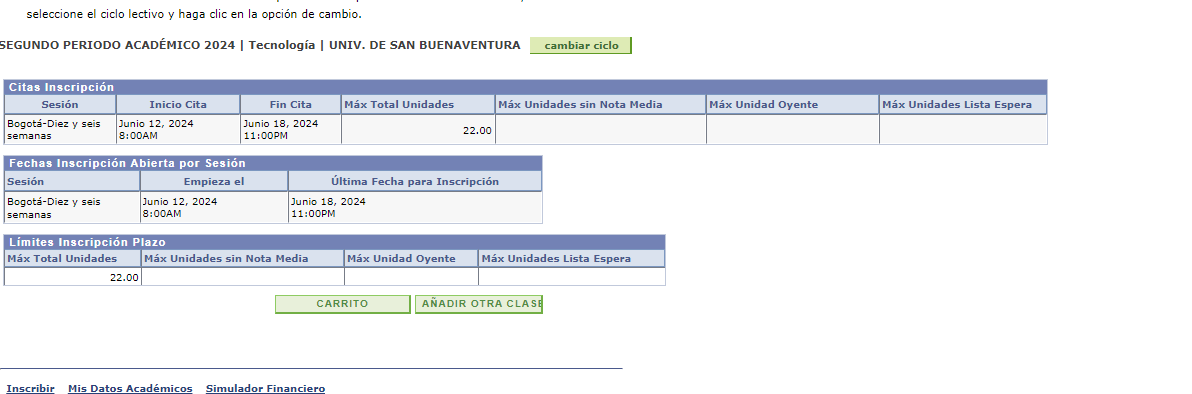 seleccione el ciclo lectivo y haga clic en la opción de cambio.
SEGUNDO PERIODO ACADÉMICO 2024 | Tecnología | UNIV. DE SAN BUENAVENTURA cambiar ciclo
Citas Inscripción
Sesión Inicio Cita Fin Cita Máx Total Unidades Máx Unidades sin Nota Media Máx Unidad Oyente Máx Unidades Lista Espera
Bogotá-Diez y seis Junio 12, 2024 Junio 18, 2024
semanas 8:00AM 11:00PM 22.00
Fechas Inscripción Abierta por Sesión
Sesión Empieza el Última Fecha para Inscripción
Bogotá-Diez y seis Junio 12, 2024 Junio 18, 2024
semanas 8:00AM 11:00PM
Límites Inscripción Plazo
Máx Total Unidades Máx Unidades sin Nota Media Máx Unidad Oyente Máx Unidades Lista Espera
22.00
CARRITO AÑADIR OTRA CLASE
Inscribir Mis Datos Académicos Simulador Financiero